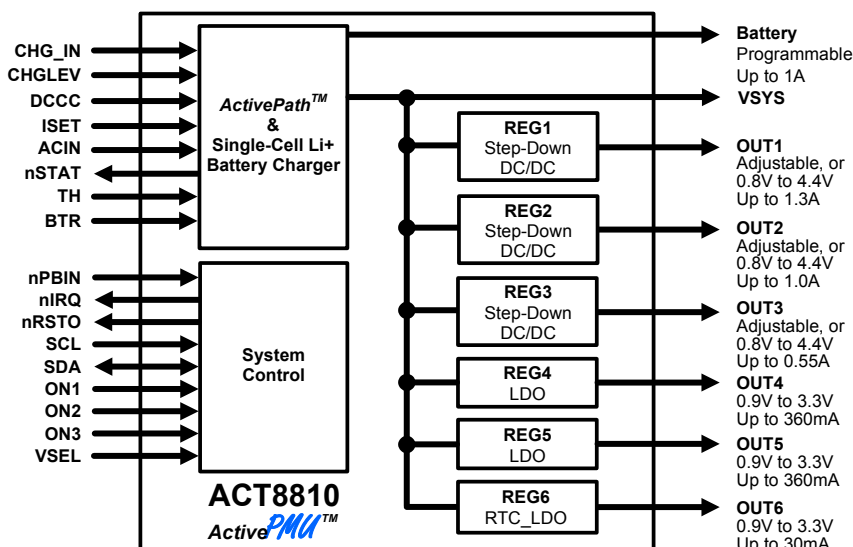 CHG_IN
CHGLEV
DCCC
ISET
ACIN
nSTAT
TH
BTR
ActivePath™
&
Single-Cell Li+
Battery Charger
nPBIN
nIRQ
nRSTO
SCL
SDA
ON1
ON2
ON3
VSEL
System
Control
ACT8810
ActivePMU™
REG1
Step-Down
DC/DC
REG2
Step-Down
DC/DC
REG3
Step-Down
DC/DC
REG4
LDO
REG5
LDO
REG6
RTC_LDO
Battery
Programmable
Up to 1A
VSYS
OUT1
Adjustable, or
0.8V to 4.4V
Up to 1.3A
OUT2
Adjustable, or
0.8V to 4.4V
Up to 1.0A
OUT3
Adjustable, or
0.8V to 4.4V
Up to 0.55A
OUT4
0.9V to 3.3V
Up to 360mA
OUT5
0.9V to 3.3V
Up to 360mA
OUT6
0.9V to 3.3V
Up to 30mA